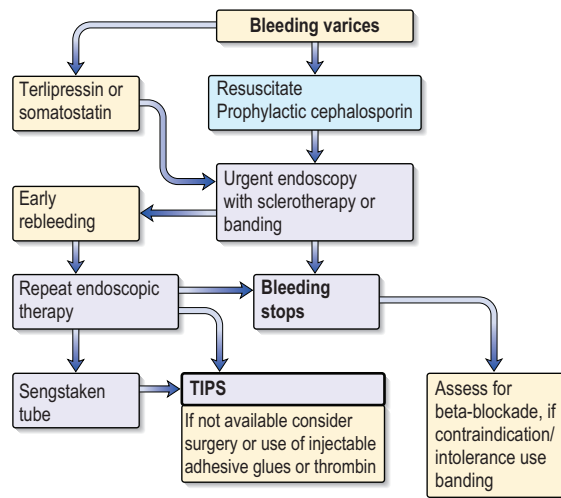 Bleeding varices
Terlipressin or
somatostatin
Resuscitate
Prophylactic cephalosporin
Urgent endoscopy
with sclerotherapy or
banding
Early
rebleeding
Repeat endoscopic
therapy
Bleeding
stops
Sengstaken
tube
TIPS
If not available consider
surgery or use of injectable
adhesive glues or thrombin
Assess for
beta-blockade, if
contraindication/
intolerance use
banding